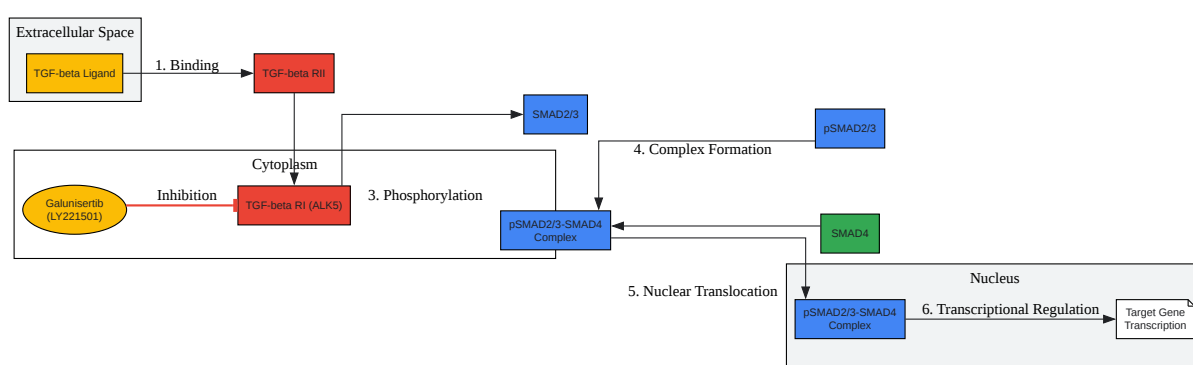 Extracellular Space
TGF-beta Ligand
1. Binding
TGF-beta RII
SMAD2/3
pSMAD2/3
4. Complex Formation
Cytoplasm
Galunisertib
(LY221501)
Inhibition
TGF-beta RI (ALK5)
3. Phosphorylation
pSMAD2/3-SMAD4
Complex
SMAD4
5. Nuclear Translocation
Nucleus
pSMAD2/3-SMAD4
Complex
6. Transcriptional Regulation
Target Gene
Transcription